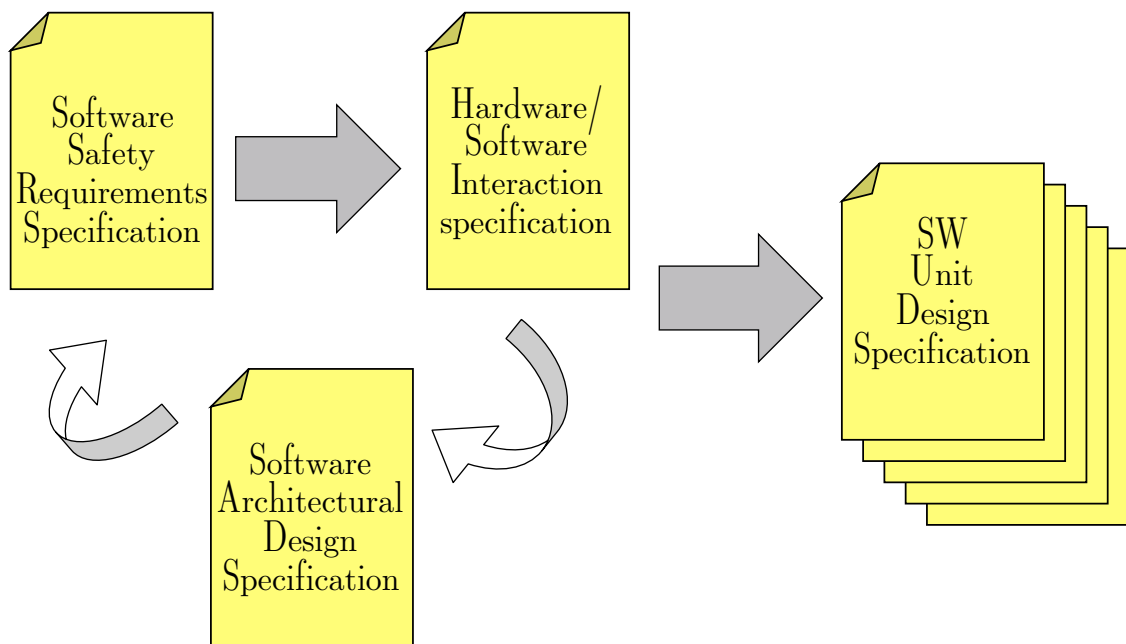 Software
Safety
Requirements
Specification
Hardware/
Software
Interaction
specification
SW
Unit
Design
Specification
Software
Architectural
Design
Specification